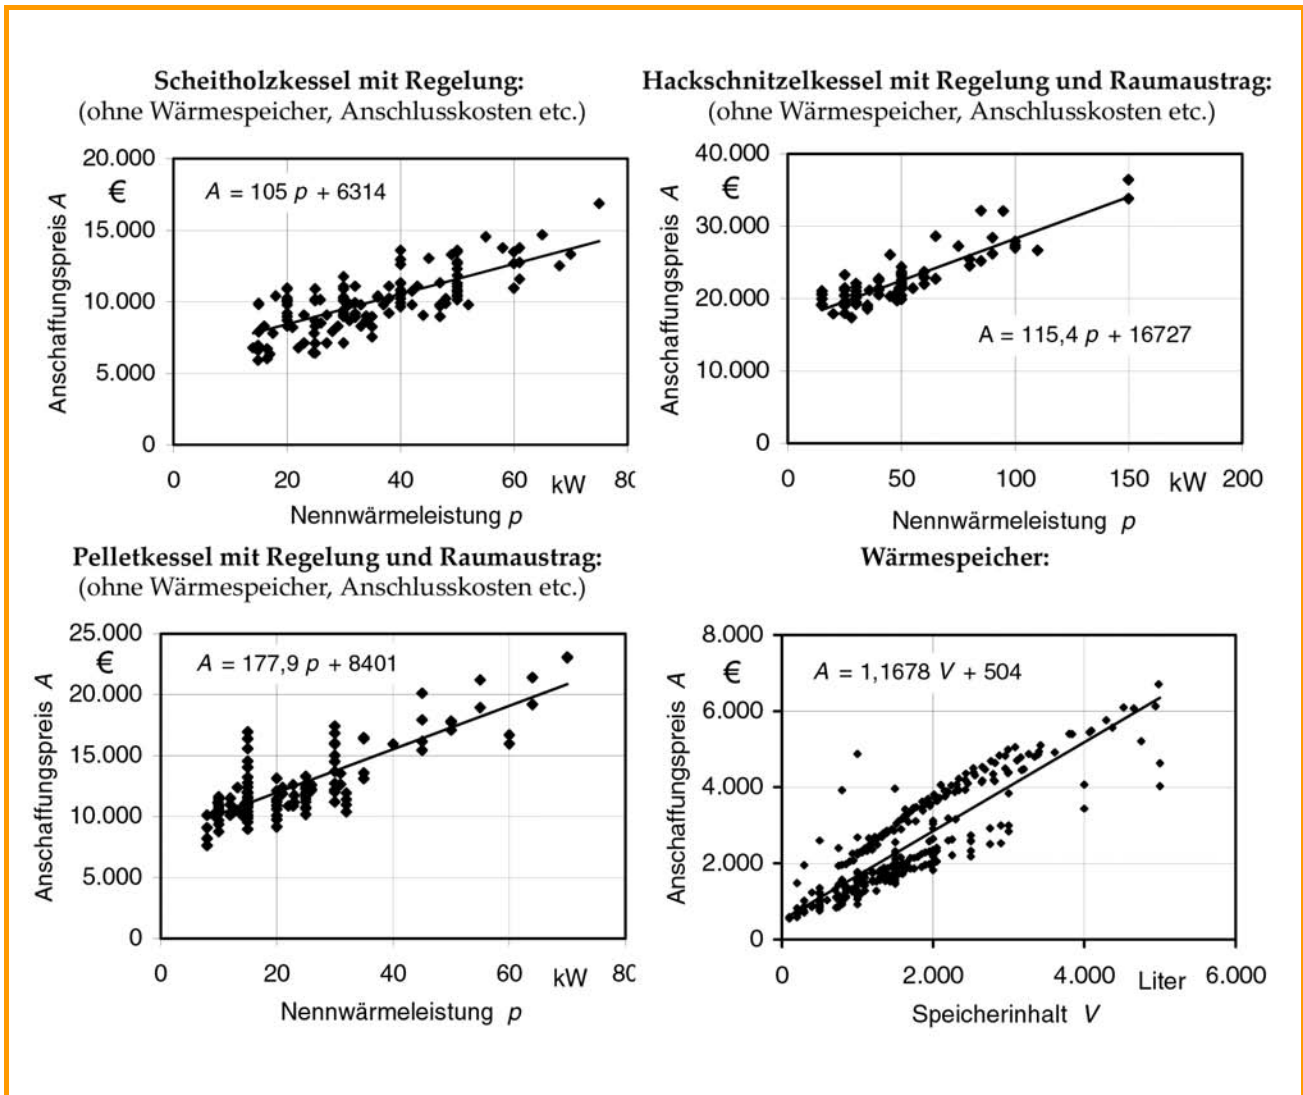 Scheitholzkessel mit Regelung:
(ohne Wärmespeicher, Anschlusskosten etc.)
20.000
€
A = 105 p + 6314
15.000
10.000
5.000
0
Anschaffungspreis A
0 20 40 60 kW 80
Nennwärmeleistung p
Hackschnitzelkessel mit Regelung und Raumaustrag:
(ohne Wärmespeicher, Anschlusskosten etc.)
40.000
€
30.000
20.000
A = 115,4 p + 16727
10.000
0
Anschaffungspreis A
0 50 100 150 kW 200
Nennwärmeleistung p
Pelletkessel mit Regelung und Raumaustrag:
(ohne Wärmespeicher, Anschlusskosten etc.)
25.000
€
A = 177,9 p + 8401
20.000
15.000
10.000
5.000
0
Anschaffungspreis A
0 20 40 60 kW 80
Nennwärmeleistung p
Wärmespeicher:
8.000
€
A = 1,1678 V + 504
6.000
4.000
2.000
0
Anschaffungspreis A
0 2.000 4.000 Liter 6.000
Speicherinhalt V